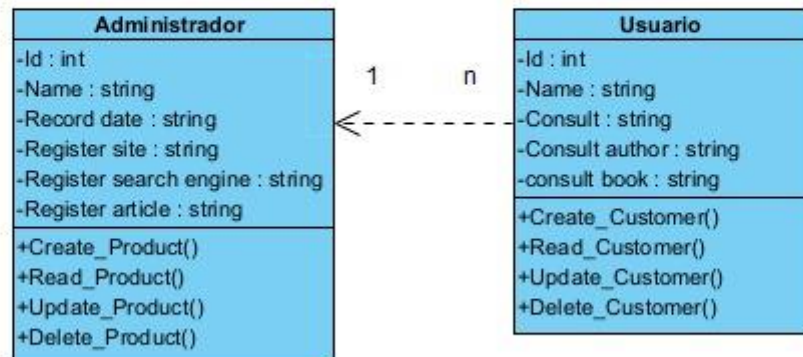 Administrador
-Id : int
-Name : string
-Record date : string
-Register site : string
-Register search engine : string
-Register article : string
+Create_Product()
+Read_Product()
+Update_Product()
+Delete_Product()
1 n
Usuario
-Id : int
-Name : string
-Consult : string
-Consult author : string
-consult book : string
+Create_Customer()
+Read_Customer()
+Update_Customer()
+Delete_Customer()